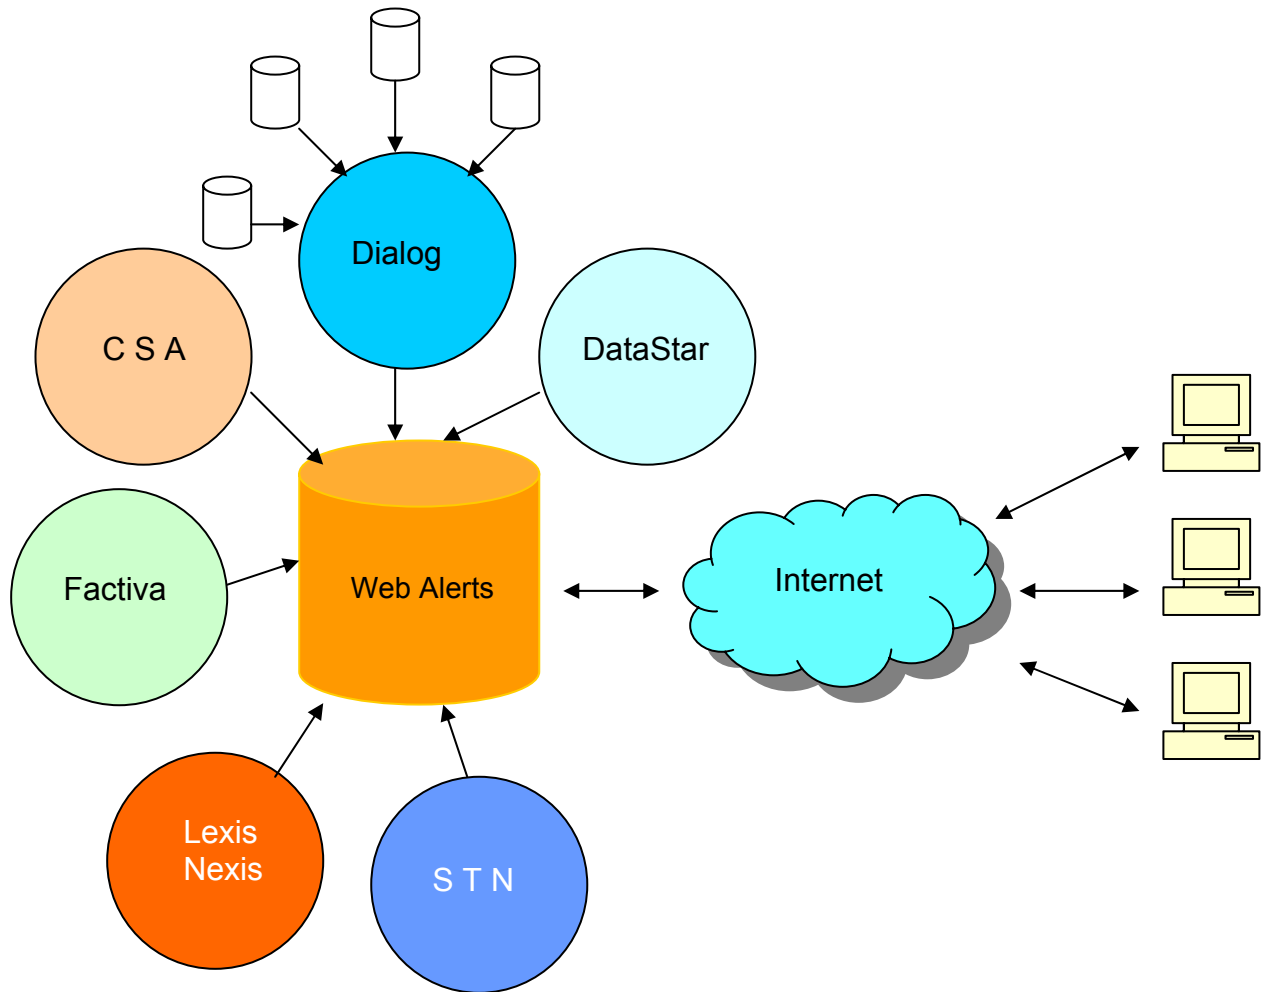 Dialog
C S A
DataStar
Factiva
Web Alerts
Internet
Lexis
Nexis
S T N